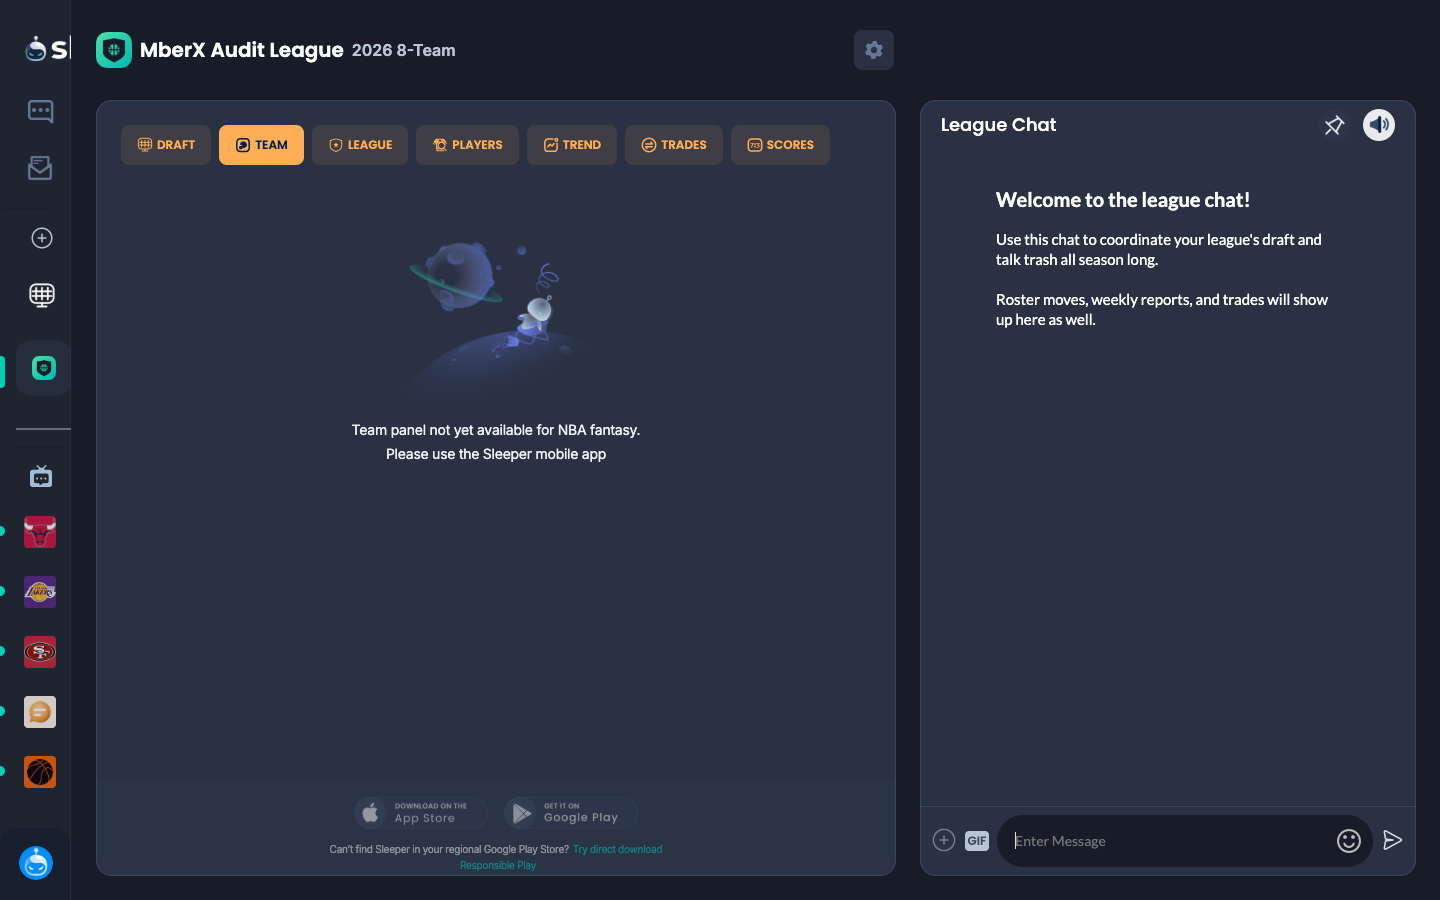 MberX Audit League 2026 8-Team
DRAFT
TEAM
LEAGUE
PLAYERS
TREND
TRADES
SCORES
Team panel not yet available for NBA fantasy.
Please use the Sleeper mobile app
DOWNLOAD ON THE
App Store
GET IT ON
Google Play
Can't find Sleeper in your regional Google Play Store? Try direct download
Responsible Play
League Chat
Welcome to the league chat!
Use this chat to coordinate your league's draft and
talk trash all season long.
Roster moves, weekly reports, and trades will show
up here as well.
GIF
Enter Message